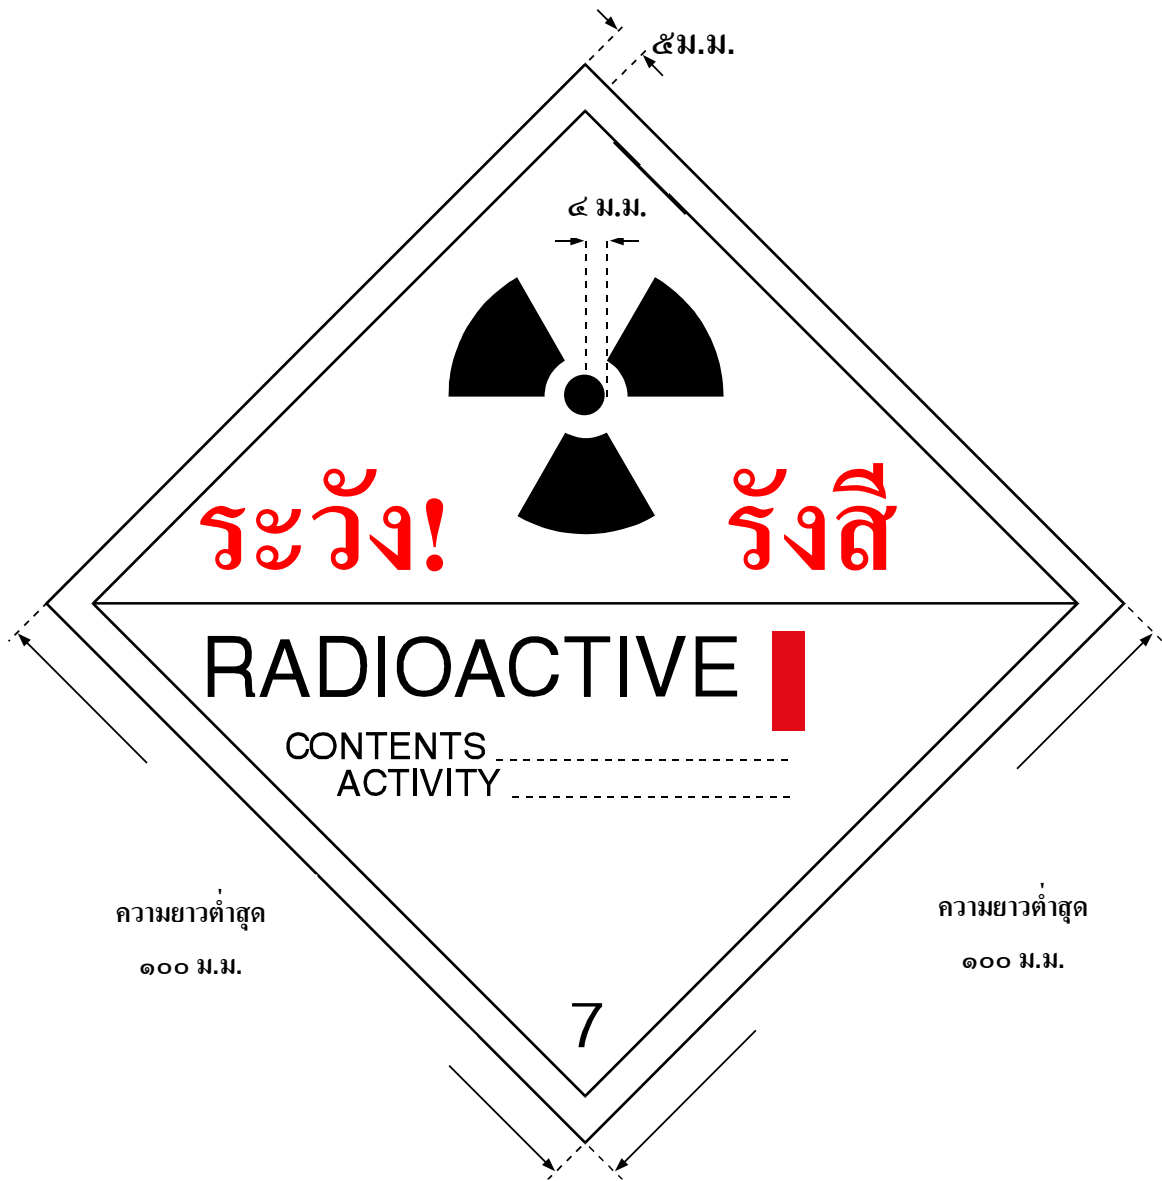 ๕ม.ม.
๔ ม.ม.
ระวัง! รังสี
RADIOACTIVE I
CONTENTS
ACTIVITY
ความยาวต่ำสุด
๑๐๐ ม.ม.
ความยาวต่ำสุด
๑๐๐ ม.ม.
7